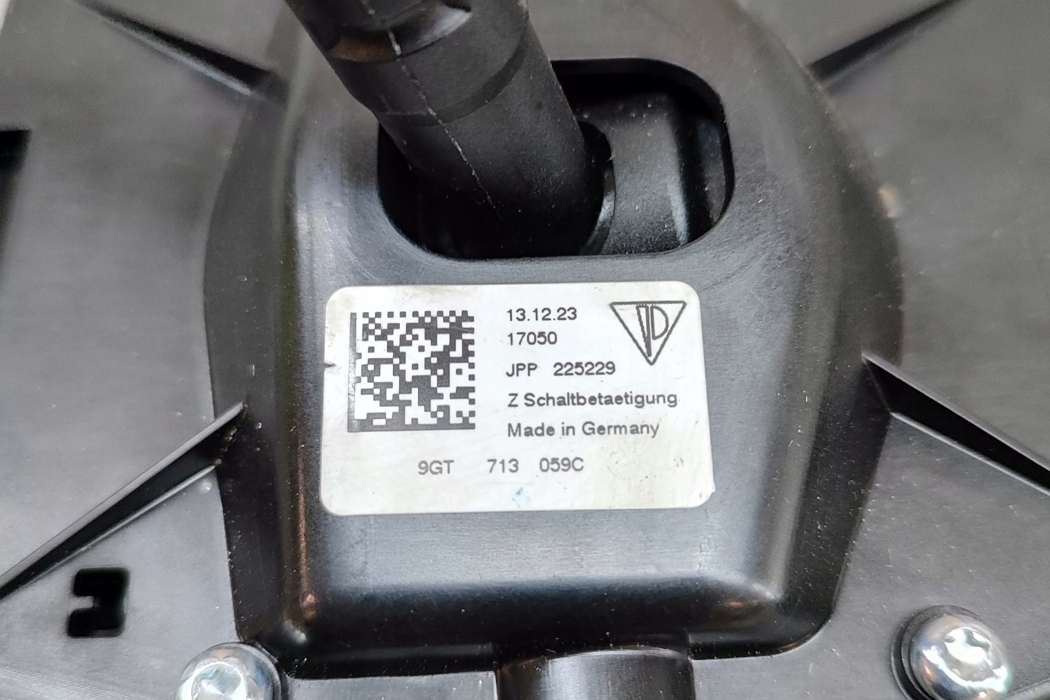 13.12.23
17050
JPP 225229
Z Schaltbetaetigung
Made in Germany
9GT 713 059C